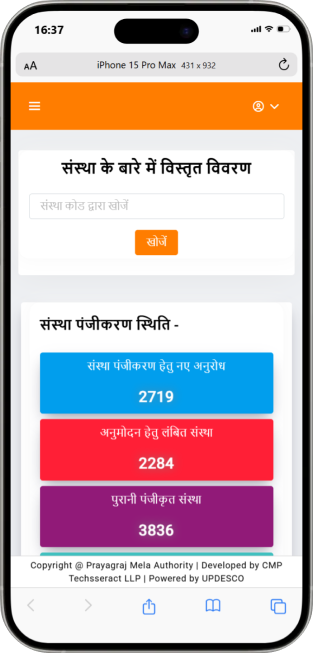 16:37
AA iPhone 15 Pro Max 431 x 932
संस्था के बारे में विस्तृत विवरण
संस्था कोड द्वारा खोजें
खोजें
संस्था पंजीकरण स्थिति -
संस्था पंजीकरण हेतु नए अनुरोध
2719
अनुमोदन हेतु लंबित संस्था
2284
पुरानी पंजीकृत संस्था
3836
Copyright @ Prayagraj Mela Authority | Developed by CMP
Techsseract LLP | Powered by UPDESCO